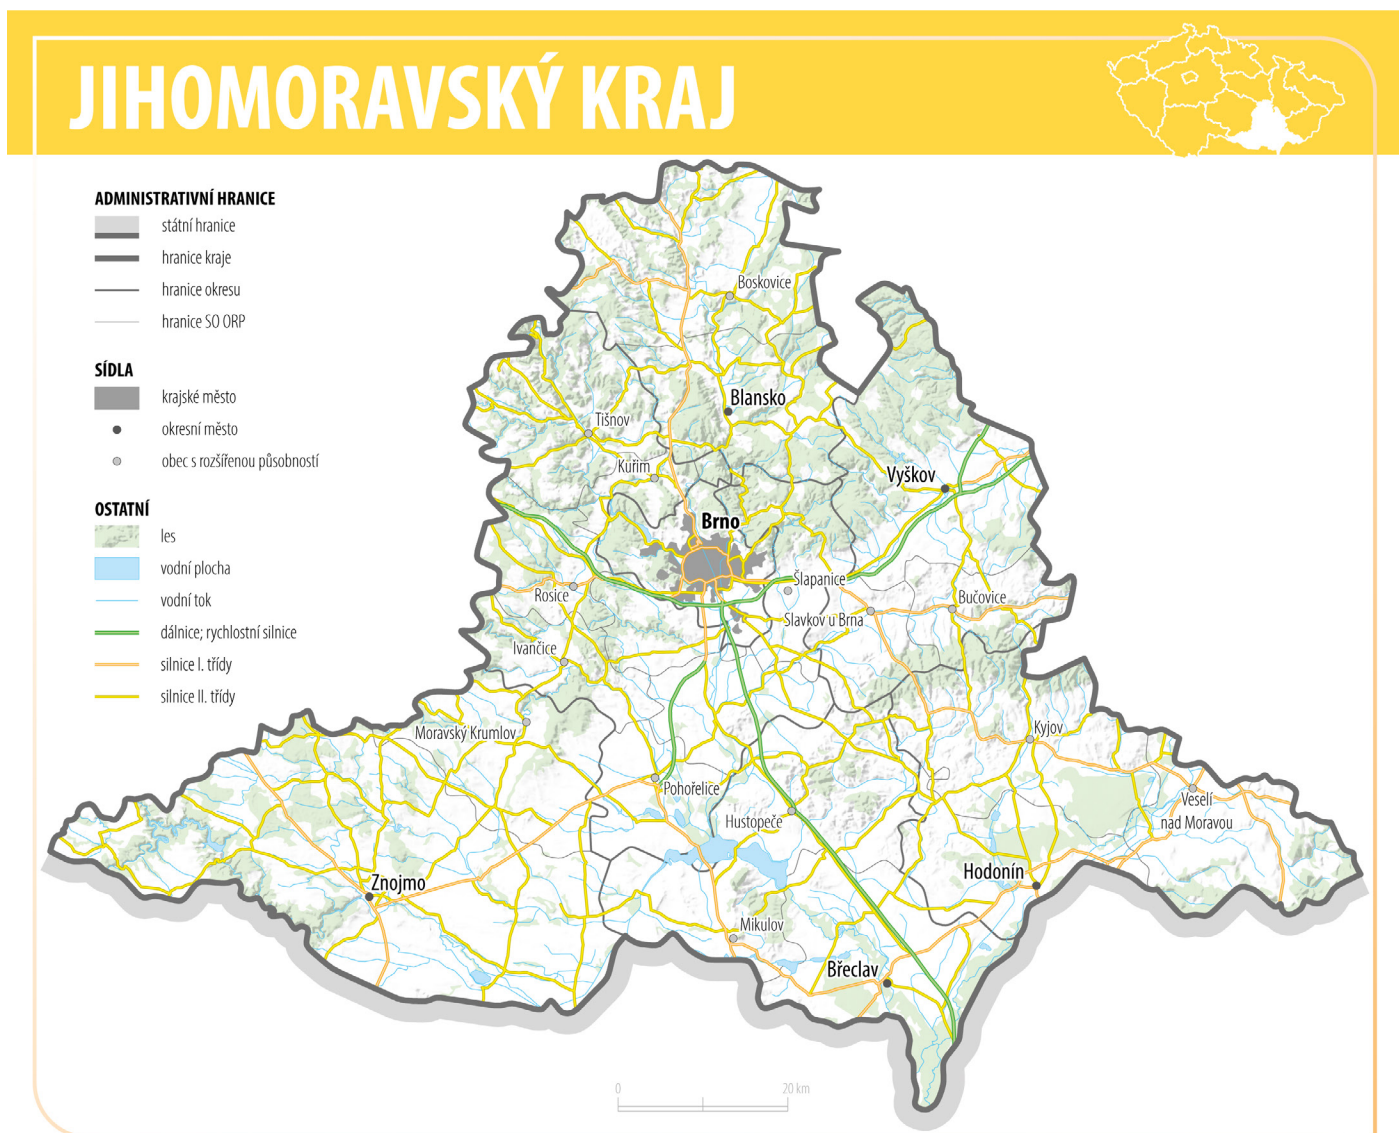 JIHOMORAVSKÝ KRAJ
ADMINISTRATIVNÍ HRANICE
státní hranice
hranice kraje
hranice okresu
hranice SO ORP
SÍDLA
krajské město
okresní město
obec s rozšířenou působností
OSTATNÍ
les
vodní plocha
vodní tok
dálnice; rychlostní silnice
silnice I. třídy
silnice II. třídy
Boskovice
Blansko
Tišnov
Kuřim
Vyškov
Brno
Šlapanice
Rosice
Bučovice
Slavkov u Brna
Ivančice
Moravský Krumlov
Kyjov
Pohořelice
Veselí
nad Moravou
Hustopeče
Hodonín
Znojmo
Mikulov
Břeclav
0 20 km